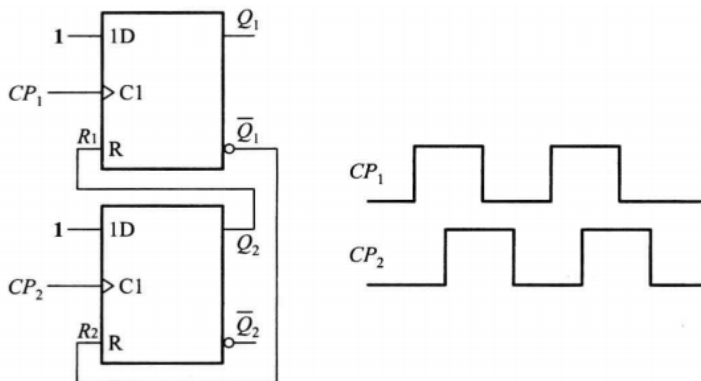 Q₁
1 1D
CP₁ C1
R₁ R Q̅₁
1 1D Q₂
CP₂ C1
R₂ R Q̅₂
CP₁
CP₂